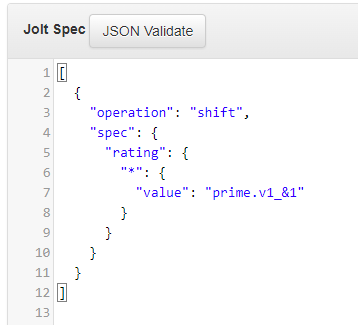 Jolt Spec JSON Validate
1 [
2   {
3     "operation": "shift",
4     "spec": {
5       "rating": {
6         "*": {
7           "value": "prime.v1_&1"
8         }
9       }
10     }
11   }
12 ]
13